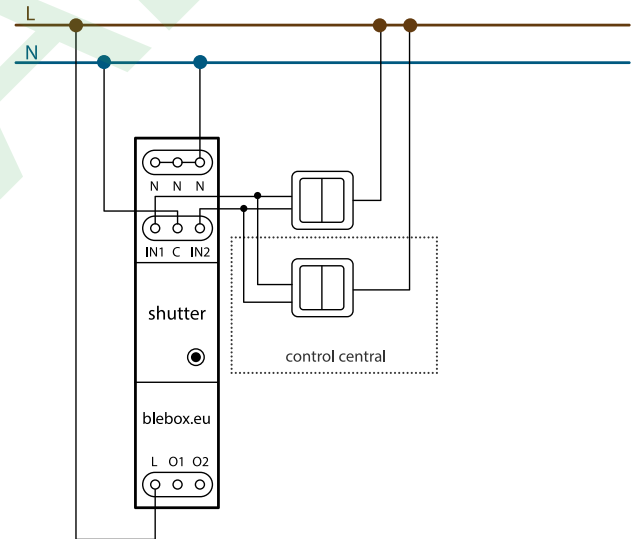 L
N
N N N
IN1 C IN2
shutter
control central
blebox.eu
L O1 O2